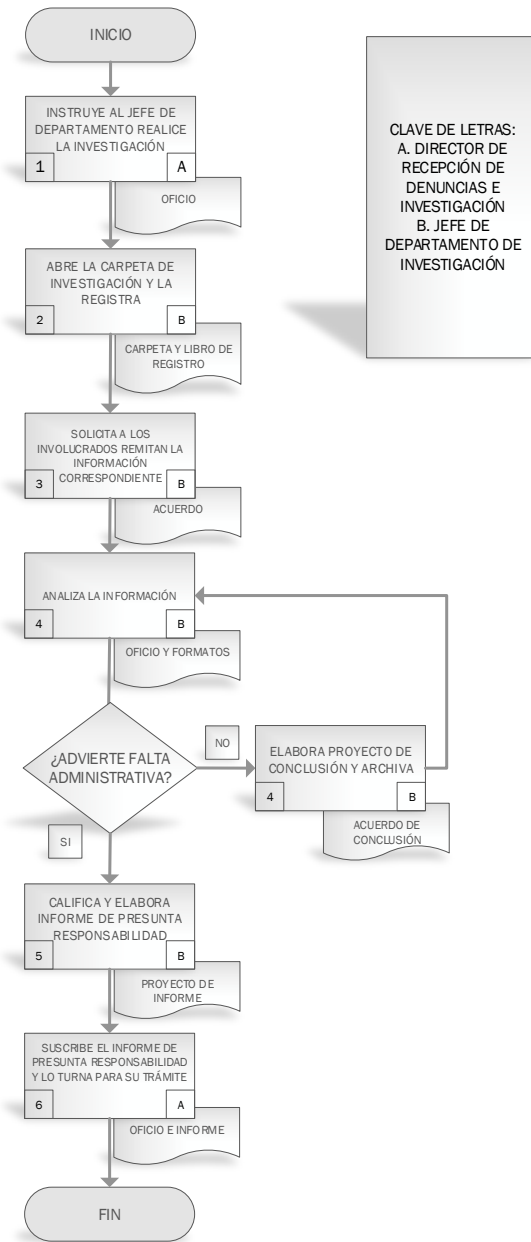 INICIO
INSTRUYE AL JEFE DE
DEPARTAMENTO REALICE
LA INVESTIGACIÓN
1
A
OFICIO
CLAVE DE LETRAS:
A. DIRECTOR DE
RECEPCIÓN DE
DENUNCIAS E
INVESTIGACIÓN
B. JEFE DE
DEPARTAMENTO DE
INVESTIGACIÓN
ABRE LA CARPETA DE
INVESTIGACIÓN Y LA
REGISTRA
2
B
CARPETA Y LIBRO DE
REGISTRO
SOLICITA A LOS
INVOLUCRADOS REMITAN LA
INFORMACIÓN
CORRESPONDIENTE
3
B
ACUERDO
ANALIZA LA INFORMACIÓN
4
B
OFICIO Y FORMATOS
¿ADVIERTE FALTA
ADMINISTRATIVA?
NO
ELABORA PROYECTO DE
CONCLUSIÓN Y ARCHIVA
4
B
ACUERDO DE
CONCLUSIÓN
SI
CALIFICA Y ELABORA
INFORME DE PRESUNTA
RESPONSABILIDAD
5
B
PROYECTO DE
INFORME
SUSCRIBE EL INFORME DE
PRESUNTA RESPONSABILIDAD
Y LO TURNA PARA SU TRÁMITE
6
A
OFICIO E INFORME
FIN